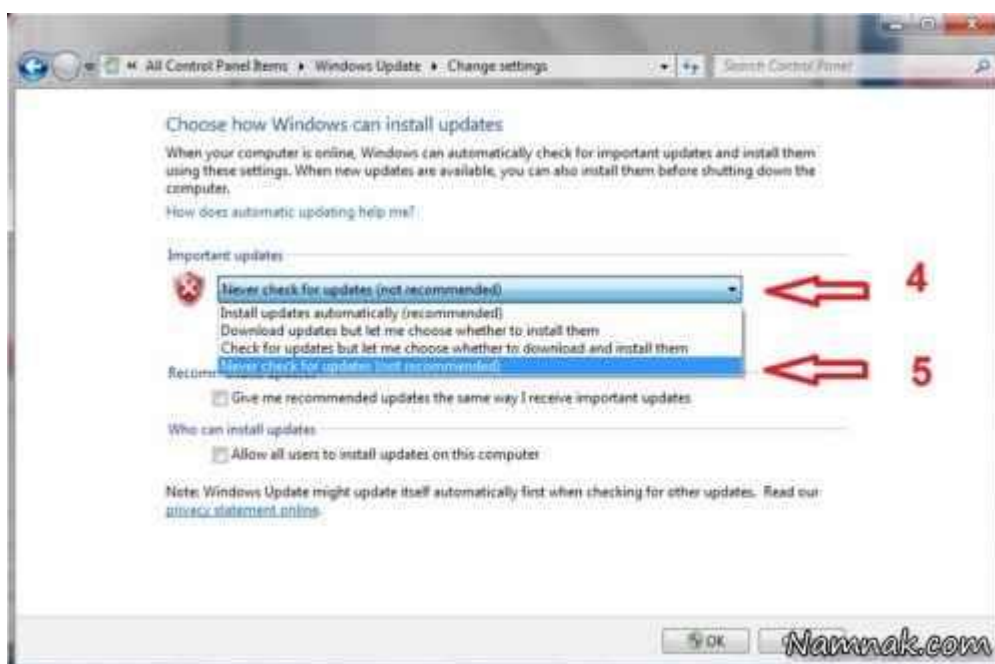 « All Control Panel Items ▸ Windows Update ▸ Change settings
Search Control Panel
Choose how Windows can install updates
When your computer is online, Windows can automatically check for important updates and install them
using these settings. When new updates are available, you can also install them before shutting down the
computer.
How does automatic updating help me?
Important updates
Never check for updates (not recommended)
4
Install updates automatically (recommended)
Download updates but let me choose whether to install them
Check for updates but let me choose whether to download and install them
Never check for updates (not recommended)
5
Recom
Give me recommended updates the same way I receive important updates
Who can install updates
Allow all users to install updates on this computer
Note: Windows Update might update itself automatically first when checking for other updates. Read our
privacy statement online.
OK
Namnak.com